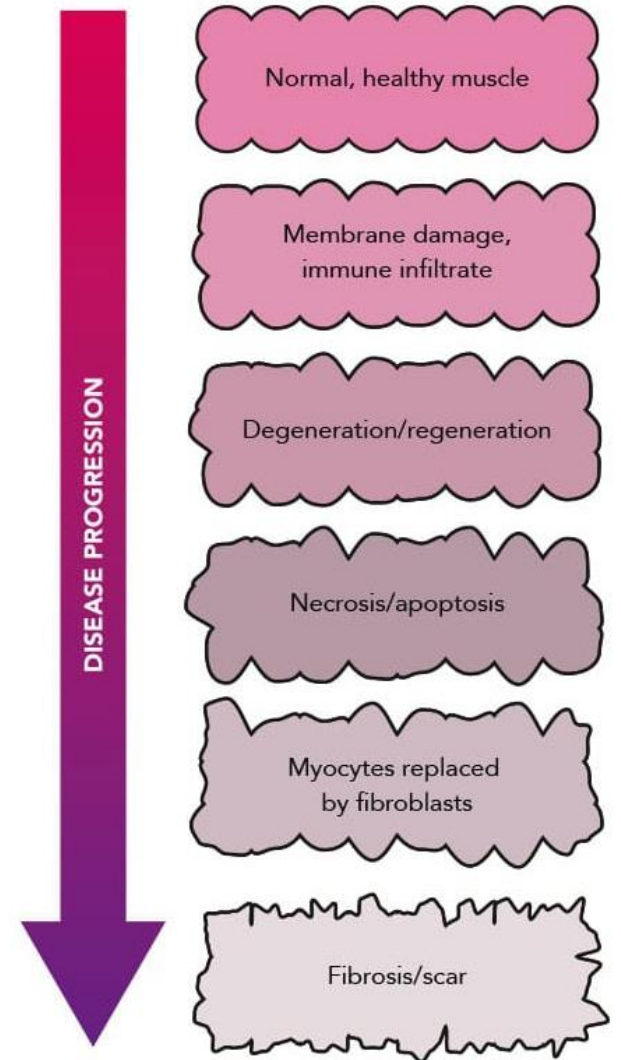 DISEASE PROGRESSION
Normal, healthy muscle
Membrane damage,
immune infiltrate
Degeneration/regeneration
Necrosis/apoptosis
Myocytes replaced
by fibroblasts
Fibrosis/scar